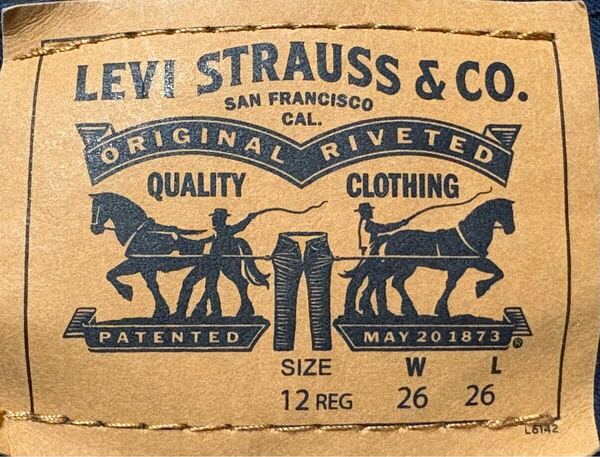 LEVI STRAUSS & CO.
SAN FRANCISCO
CAL.
ORIGINAL RIVETED
QUALITY CLOTHING
PATENTED MAY 20 1873 ®
SIZE W L
12 REG 26 26
L6142